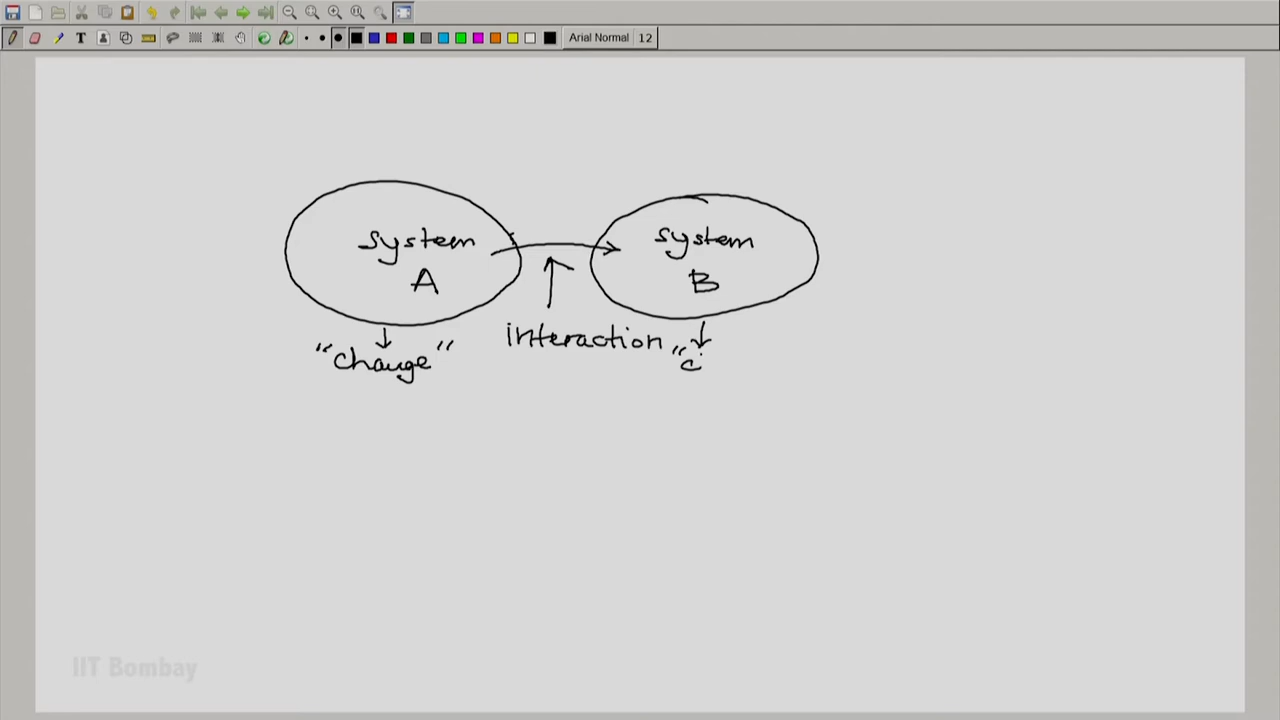 Arial Normal 12
system
A
system
B
interaction
"change"
"c
IIT Bombay